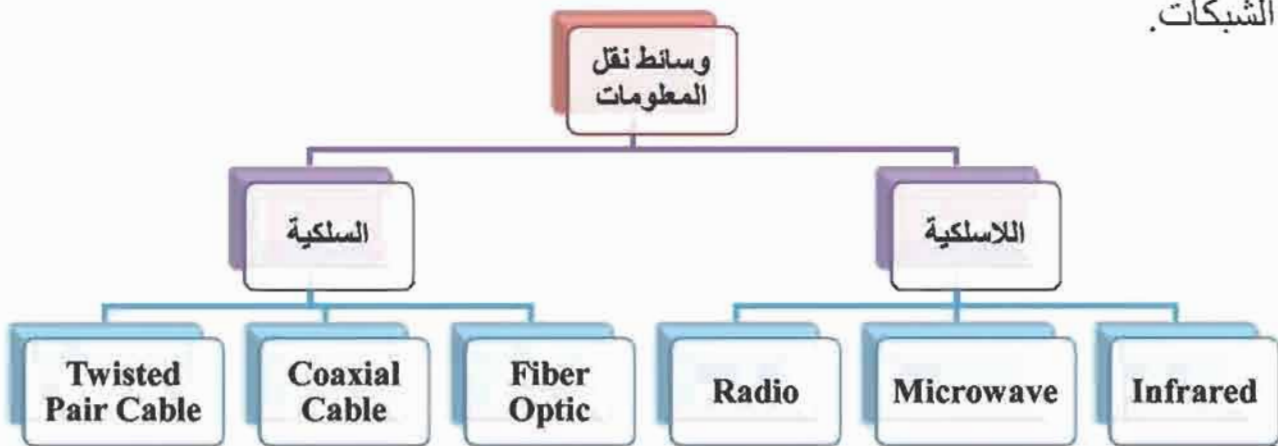 الشبكات.
وسائط نقل
المعلومات
السلكية
اللاسلكية
Twisted
Pair Cable
Coaxial
Cable
Fiber
Optic
Radio
Microwave
Infrared